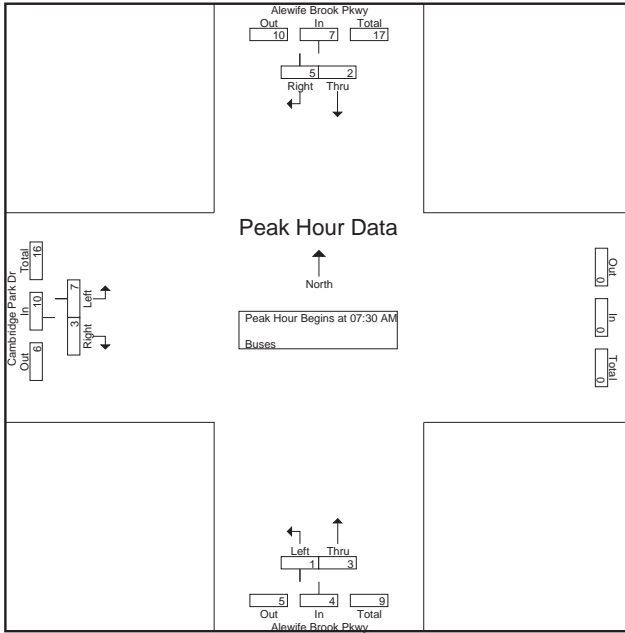 Alewife Brook Pkwy
Out In Total
10 7 17
5 2
Right Thru
Peak Hour Data
North
Peak Hour Begins at 07:30 AM
Buses
Cambridge Park Dr
Out In Total
6 10 16
3 7
Right Left
Out In Total
0 0 0
Left Thru
1 3
5 4 9
Out In Total
Alewife Brook Pkwy